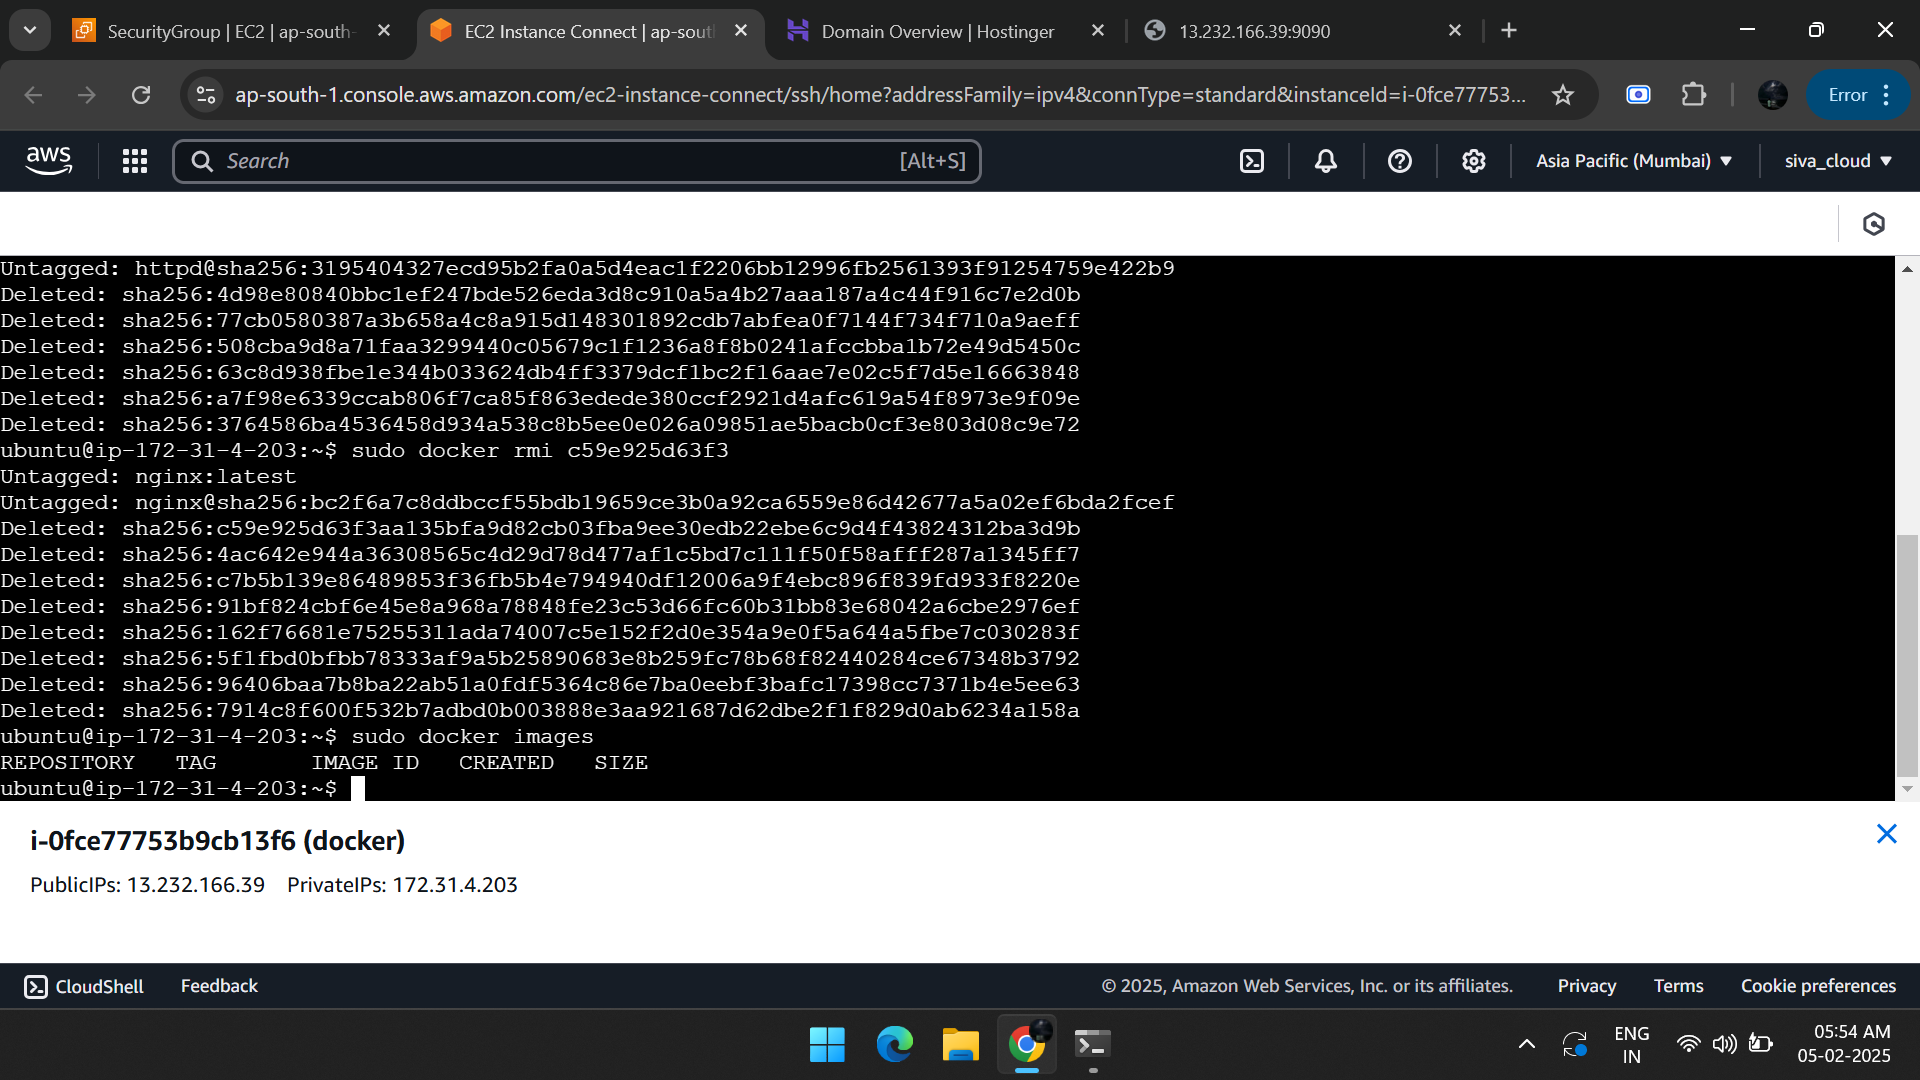 SecurityGroup | EC2 | ap-south-
EC2 Instance Connect | ap-sout
Domain Overview | Hostinger
13.232.166.39:9090
ap-south-1.console.aws.amazon.com/ec2-instance-connect/ssh/home?addressFamily=ipv4&connType=standard&instanceId=i-0fce77753...
Error
aws
Search
[Alt+S]
Asia Pacific (Mumbai)
siva_cloud
Untagged: httpd@sha256:3195404327ecd95b2fa0a5d4eac1f2206bb12996fb2561393f91254759e422b9
Deleted: sha256:4d98e80840bbc1ef247bde526eda3d8c910a5a4b27aaa187a4c44f916c7e2d0b
Deleted: sha256:77cb0580387a3b658a4c8a915d148301892cdb7abfea0f7144f734f710a9aeff
Deleted: sha256:508cba9d8a71faa3299440c05679c1f1236a8f8b0241afccbba1b72e49d5450c
Deleted: sha256:63c8d938fbe1e344b033624db4ff3379dcf1bc2f16aae7e02c5f7d5e16663848
Deleted: sha256:a7f98e6339ccab806f7ca85f863edede380ccf2921d4afc619a54f8973e9f09e
Deleted: sha256:3764586ba4536458d934a538c8b5ee0e026a09851ae5bacb0cf3e803d08c9e72
ubuntu@ip-172-31-4-203:~$ sudo docker rmi c59e925d63f3
Untagged: nginx:latest
Untagged: nginx@sha256:bc2f6a7c8ddbccf55bdb19659ce3b0a92ca6559e86d42677a5a02ef6bda2fcef
Deleted: sha256:c59e925d63f3aa135bfa9d82cb03fba9ee30edb22ebe6c9d4f43824312ba3d9b
Deleted: sha256:4ac642e944a36308565c4d29d78d477af1c5bd7c111f50f58afff287a1345ff7
Deleted: sha256:c7b5b139e86489853f36fb5b4e794940df12006a9f4ebc896f839fd933f8220e
Deleted: sha256:91bf824cbf6e45e8a968a78848fe23c53d66fc60b31bb83e68042a6cbe2976ef
Deleted: sha256:162f76681e75255311ada74007c5e152f2d0e354a9e0f5a644a5fbe7c030283f
Deleted: sha256:5f1fbd0bfbb78333af9a5b25890683e8b259fc78b68f82440284ce67348b3792
Deleted: sha256:96406baa7b8ba22ab51a0fdf5364c86e7ba0eebf3bafc17398cc7371b4e5ee63
Deleted: sha256:7914c8f600f532b7adbd0b003888e3aa921687d62dbe2f1f829d0ab6234a158a
ubuntu@ip-172-31-4-203:~$ sudo docker images
REPOSITORY TAG IMAGE ID CREATED SIZE
ubuntu@ip-172-31-4-203:~$
i-0fce77753b9cb13f6 (docker)
PublicIPs: 13.232.166.39 PrivateIPs: 172.31.4.203
CloudShell
Feedback
© 2025, Amazon Web Services, Inc. or its affiliates.
Privacy
Terms
Cookie preferences
ENG
IN
05:54 AM
05-02-2025